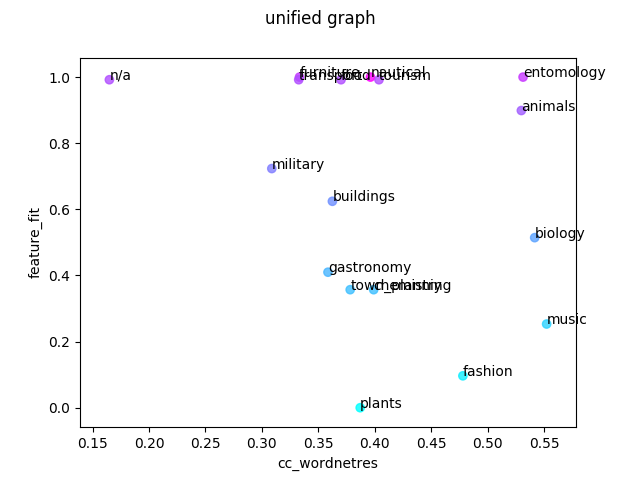 unified graph
n/a
furniture
transport
nautical
tourism
entomology
animals
military
buildings
biology
gastronomy
town_planning
chemistry
music
fashion
plants
feature_fit
1.0
0.8
0.6
0.4
0.2
0.0
0.15 0.20 0.25 0.30 0.35 0.40 0.45 0.50 0.55
cc_wordnetres